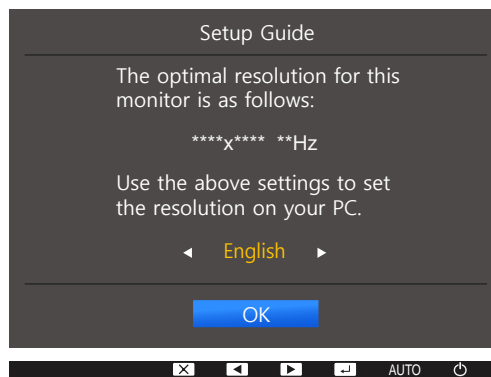 Setup Guide
The optimal resolution for this
monitor is as follows:
****x**** **Hz
Use the above settings to set
the resolution on your PC.
English
OK
AUTO